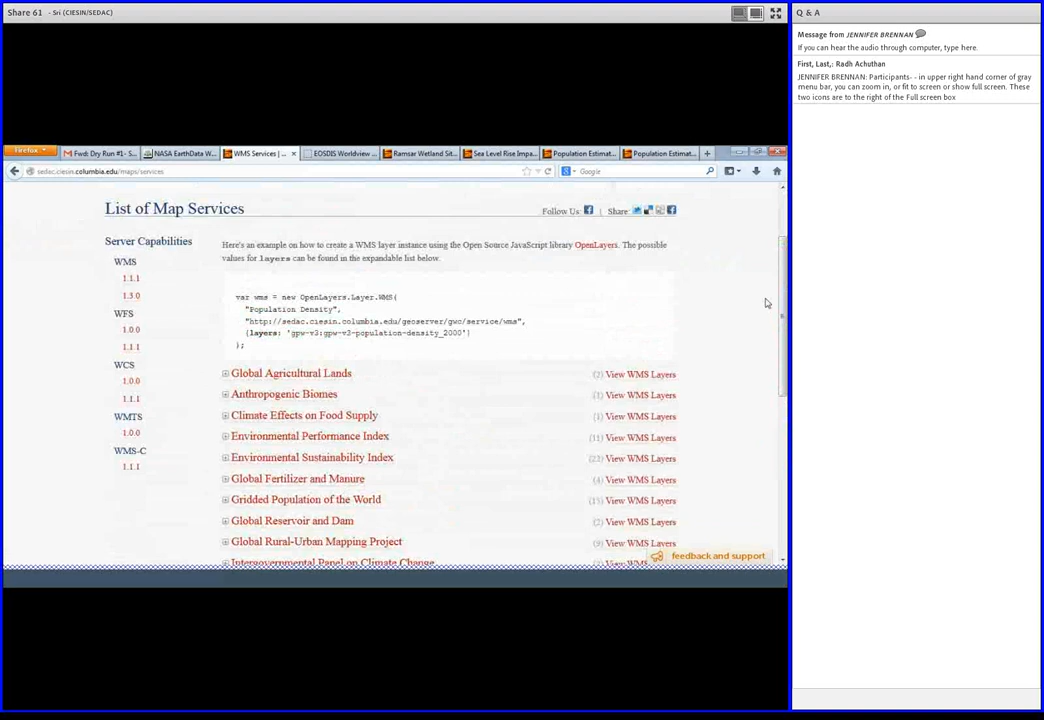 Share 61 - Sri (CIESIN/SEDAC)
Firefox
Fwd: Dry Run #1- S...
NASA EarthData W...
WMS Services | ...
EOSDIS Worldview ...
Ramsar Wetland Sit...
Sea Level Rise Impa...
Population Estimat...
Population Estimat...
sedac.ciesin.columbia.edu/maps/services
Google
List of Map Services
Follow Us: | Share:
Server Capabilities
WMS
1.1.1
1.3.0
WFS
1.0.0
1.1.1
WCS
1.0.0
1.1.1
WMTS
1.0.0
WMS-C
1.1.1
Here's an example on how to create a WMS layer instance using the Open Source JavaScript library OpenLayers. The possible
values for layers can be found in the expandable list below.
var wms = new OpenLayers.Layer.WMS(
"Population Density",
"http://sedac.ciesin.columbia.edu/geoserver/gwc/service/wms",
{layers: 'gpw-v3:gpw-v3-population-density_2000'}
);
Global Agricultural Lands (2) View WMS Layers
Anthropogenic Biomes (1) View WMS Layers
Climate Effects on Food Supply (1) View WMS Layers
Environmental Performance Index (11) View WMS Layers
Environmental Sustainability Index (22) View WMS Layers
Global Fertilizer and Manure (4) View WMS Layers
Gridded Population of the World (15) View WMS Layers
Global Reservoir and Dam (2) View WMS Layers
Global Rural-Urban Mapping Project (9) View WMS Layers
Intergovernmental Panel on Climate Change View WMS Layers
feedback and support
Q & A
Message from JENNIFER BRENNAN
If you can hear the audio through computer, type here.
First, Last,: Radh Achuthan
JENNIFER BRENNAN: Participants- - in upper right hand corner of gray
menu bar, you can zoom in, or fit to screen or show full screen. These
two icons are to the right of the Full screen box